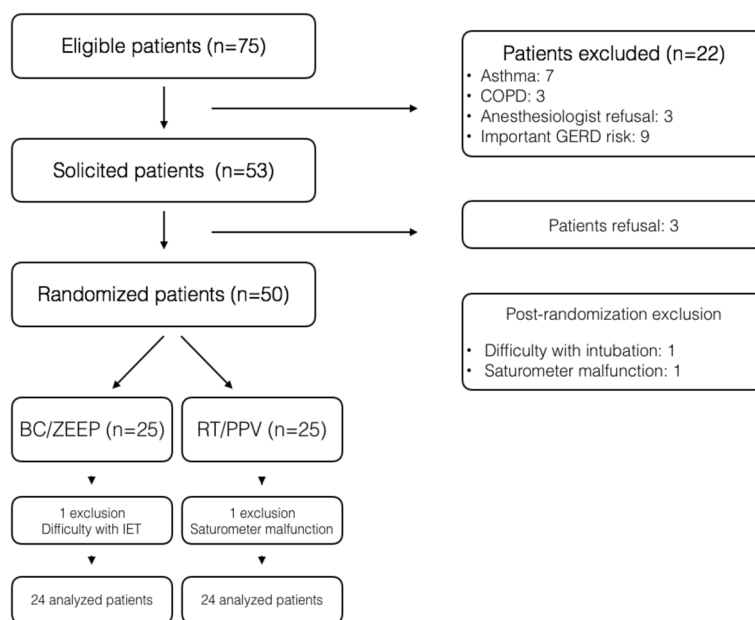 Eligible patients (n=75)
Patients excluded (n=22)
• Asthma: 7
• COPD: 3
• Anesthesiologist refusal: 3
• Important GERD risk: 9
Solicited patients (n=53)
Patients refusal: 3
Randomized patients (n=50)
Post-randomization exclusion
• Difficulty with intubation: 1
• Saturometer malfunction: 1
BC/ZEEP (n=25)
RT/PPV (n=25)
1 exclusion
Difficulty with IET
1 exclusion
Saturometer malfunction
24 analyzed patients
24 analyzed patients